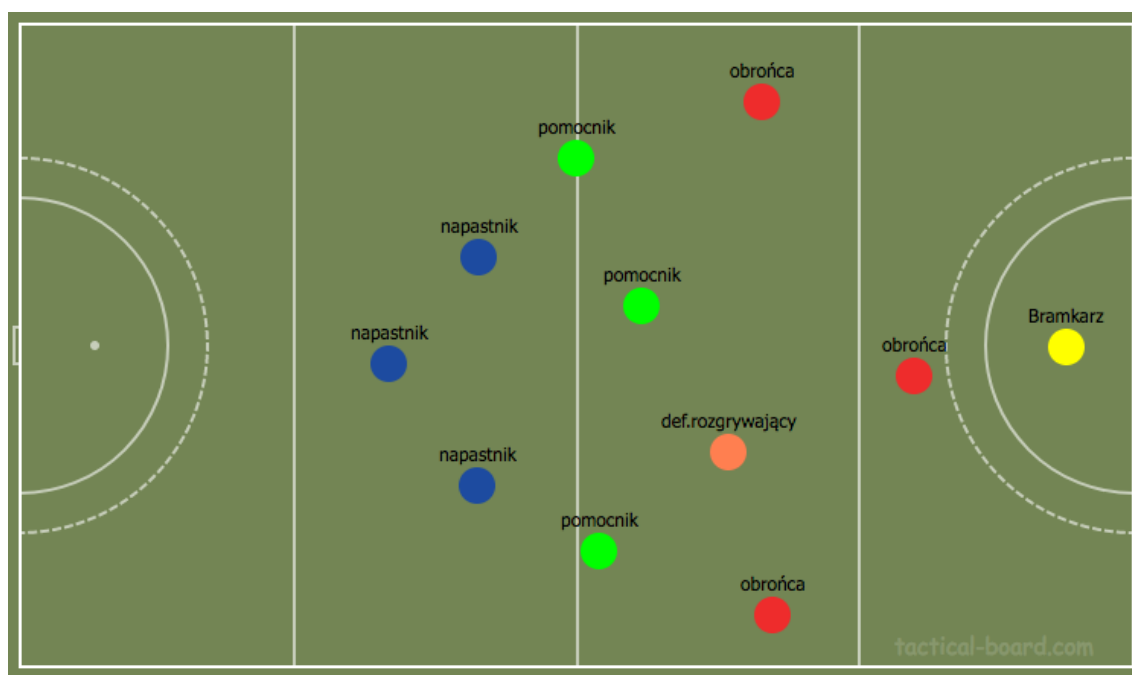 obrońca
pomocnik
napastnik
pomocnik
Bramkarz
napastnik
obrońca
def.rozgrywający
napastnik
pomocnik
obrońca
tactical-board.com